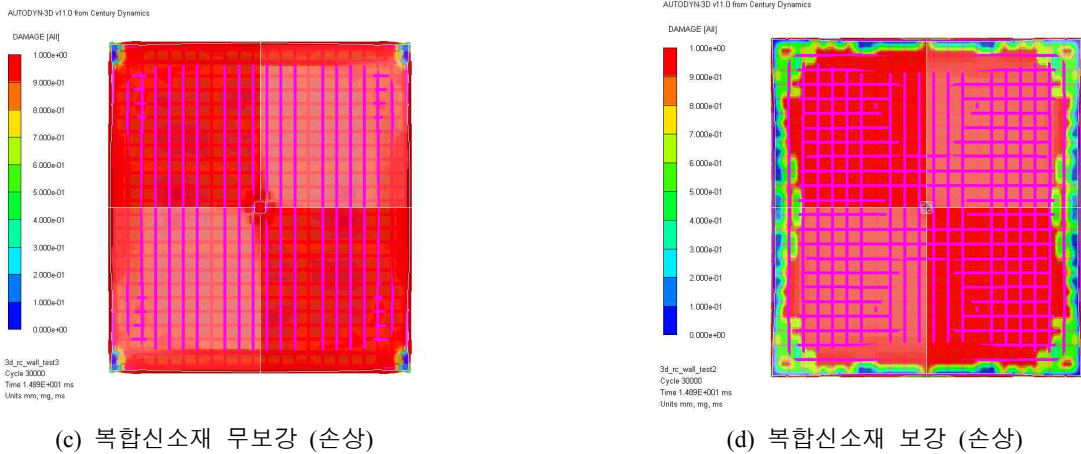 AUTODYN-3D v11.0 from Century Dynamics
DAMAGE [All]
1.000e+00
9.000e-01
8.000e-01
7.000e-01
6.000e-01
5.000e-01
4.000e-01
3.000e-01
2.000e-01
1.000e-01
0.000e+00
3d_rc_wall_test3
Cycle 30000
Time 1.489E+001 ms
Units mm, mg, ms
(c) 복합신소재 무보강 (손상)
AUTODYN-3D v11.0 from Century Dynamics
DAMAGE [All]
1.000e+00
9.000e-01
8.000e-01
7.000e-01
6.000e-01
5.000e-01
4.000e-01
3.000e-01
2.000e-01
1.000e-01
0.000e+00
3d_rc_wall_test2
Cycle 30000
Time 1.489E+001 ms
Units mm, mg, ms
(d) 복합신소재 보강 (손상)